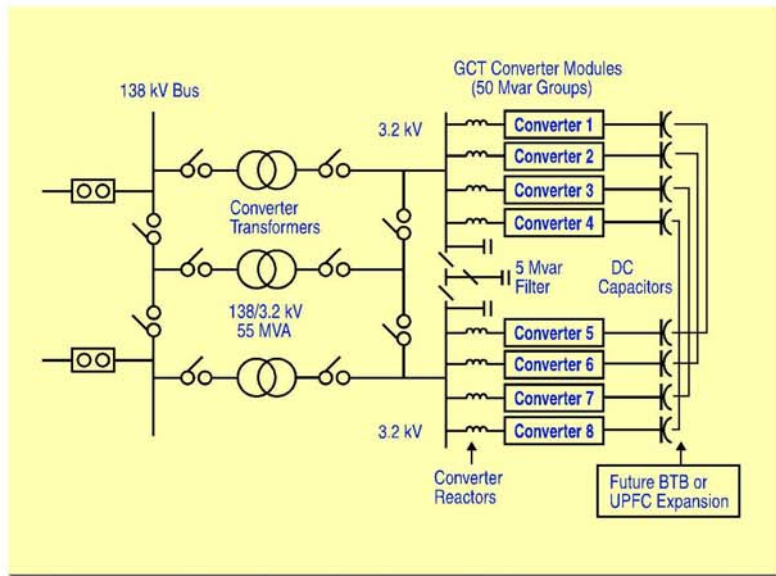 GCT Converter Modules
(50 Mvar Groups)
138 kV Bus
3.2 kV
Converter 1
Converter 2
Converter 3
Converter 4
Converter
Transformers
5 Mvar
Filter
DC
Capacitors
138/3.2 kV
55 MVA
Converter 5
Converter 6
Converter 7
Converter 8
3.2 kV
Converter
Reactors
Future BTB or
UPFC Expansion